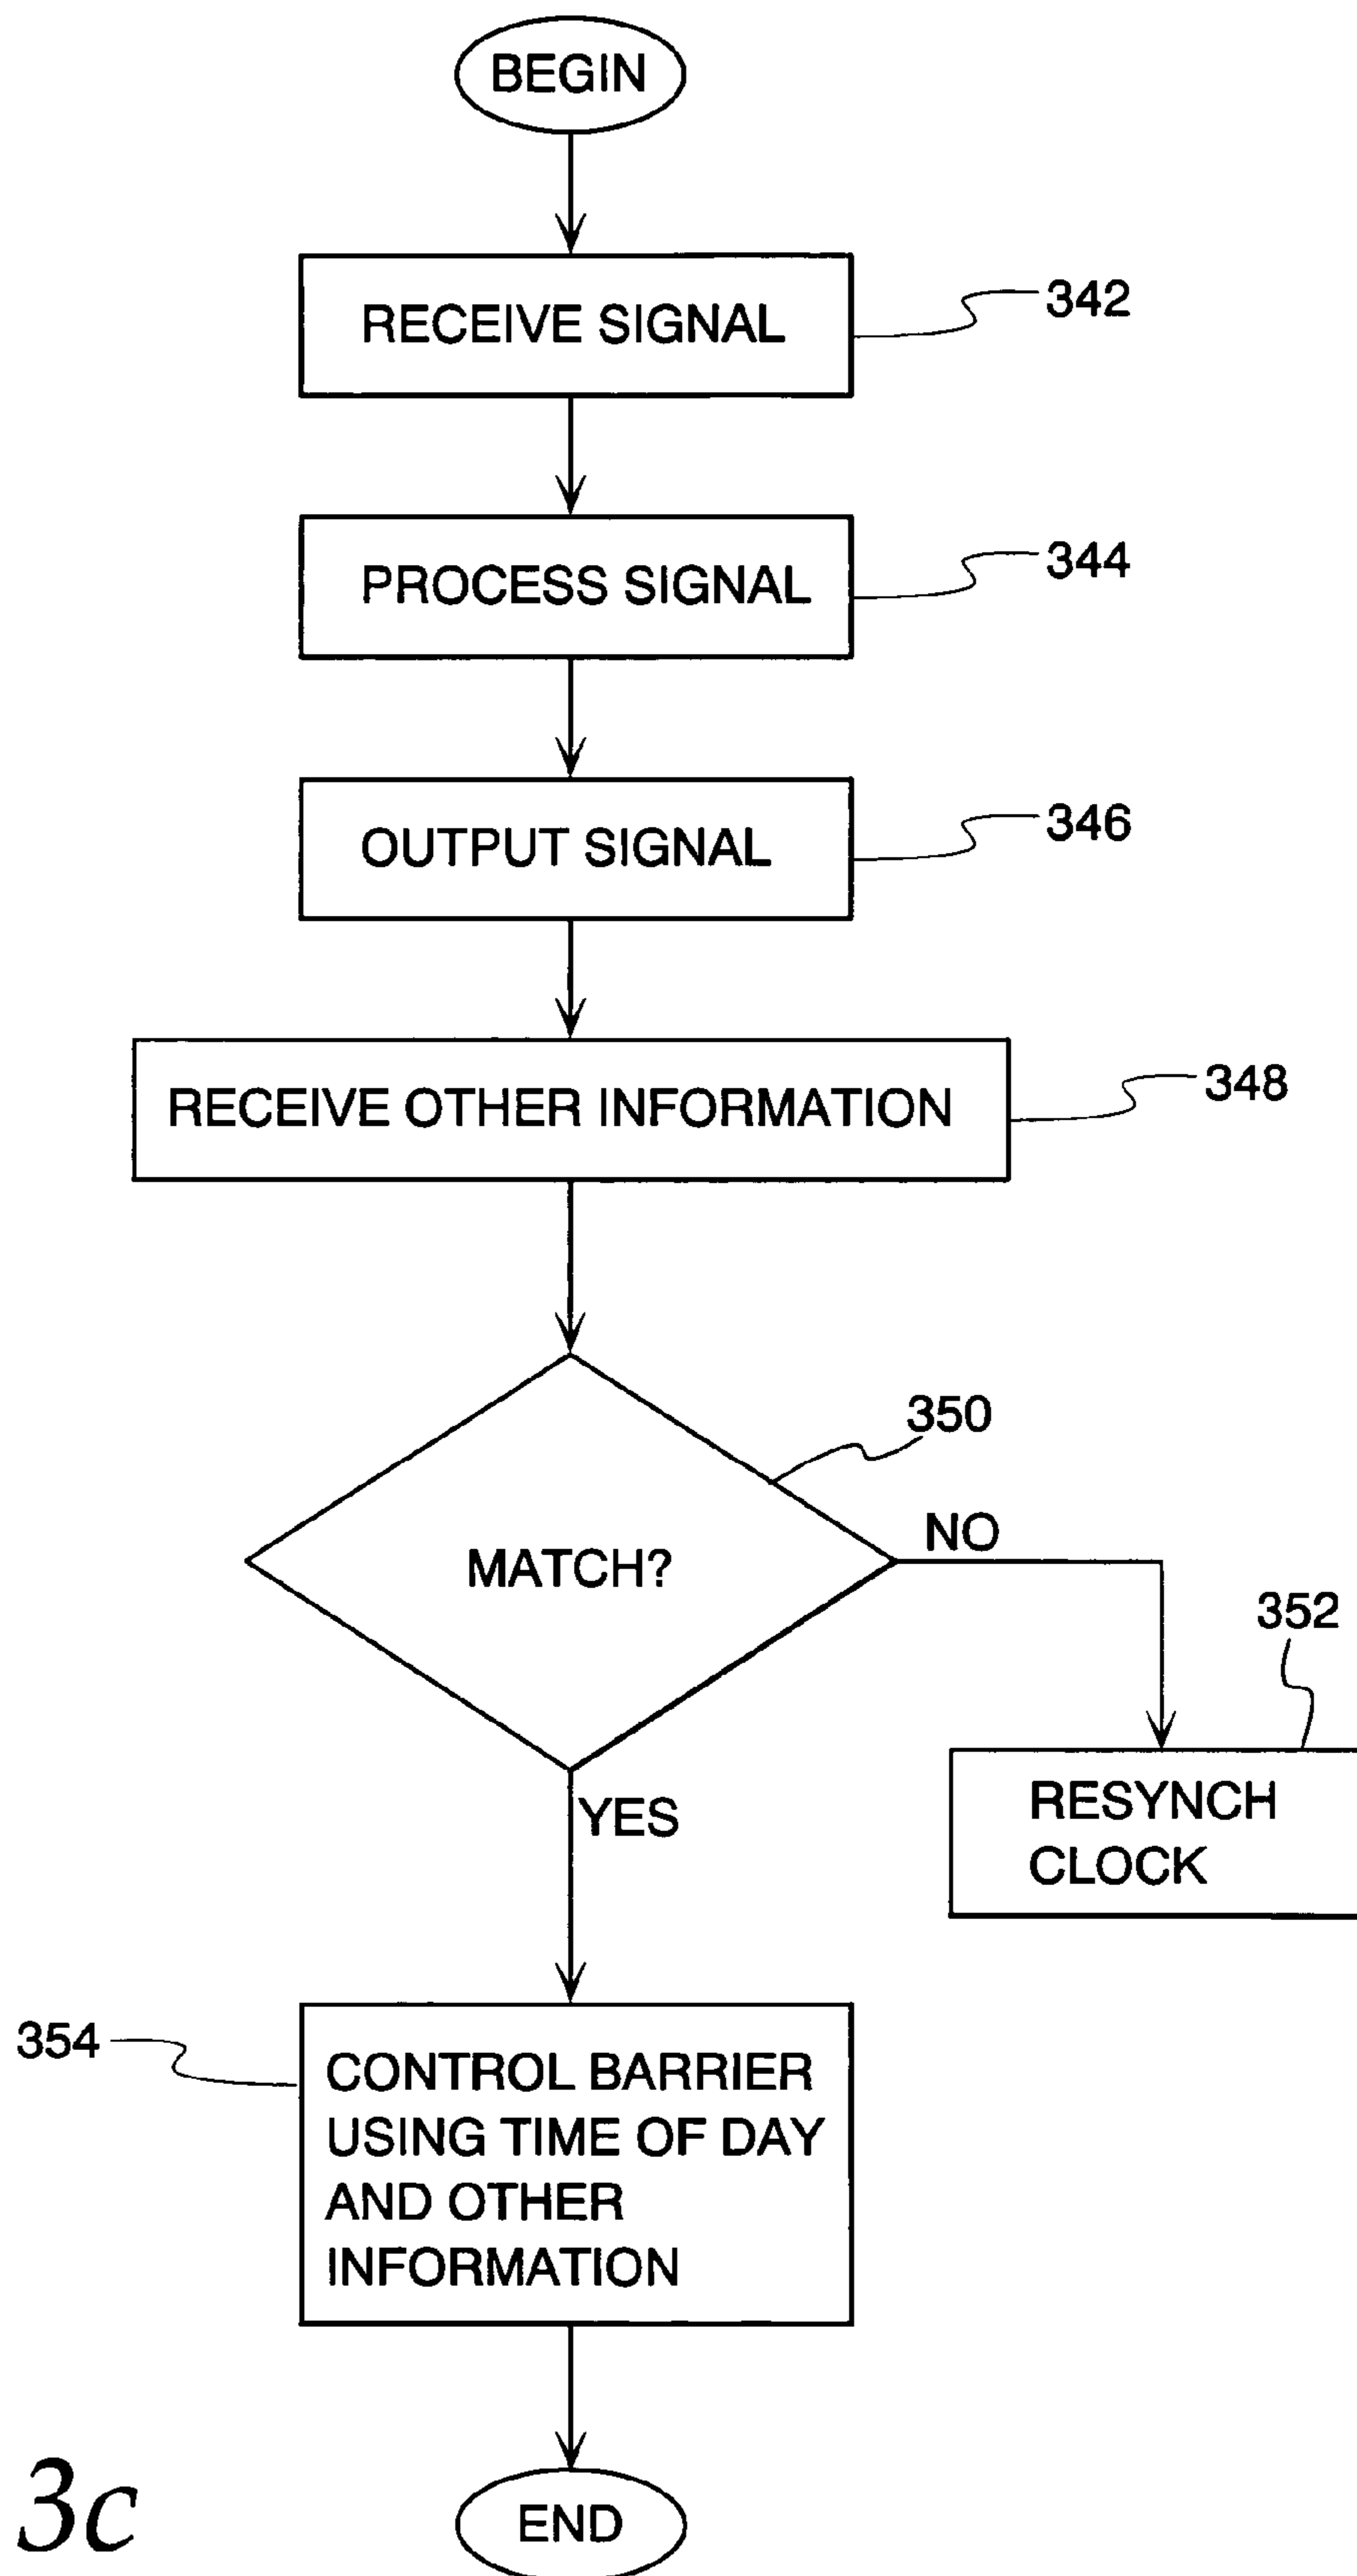 BEGIN
RECEIVE SIGNAL
342
PROCESS SIGNAL
344
OUTPUT SIGNAL
346
RECEIVE OTHER INFORMATION
348
350
MATCH?
NO
352
RESYNCH
CLOCK
YES
354
CONTROL BARRIER
USING TIME OF DAY
AND OTHER
INFORMATION
3c
END